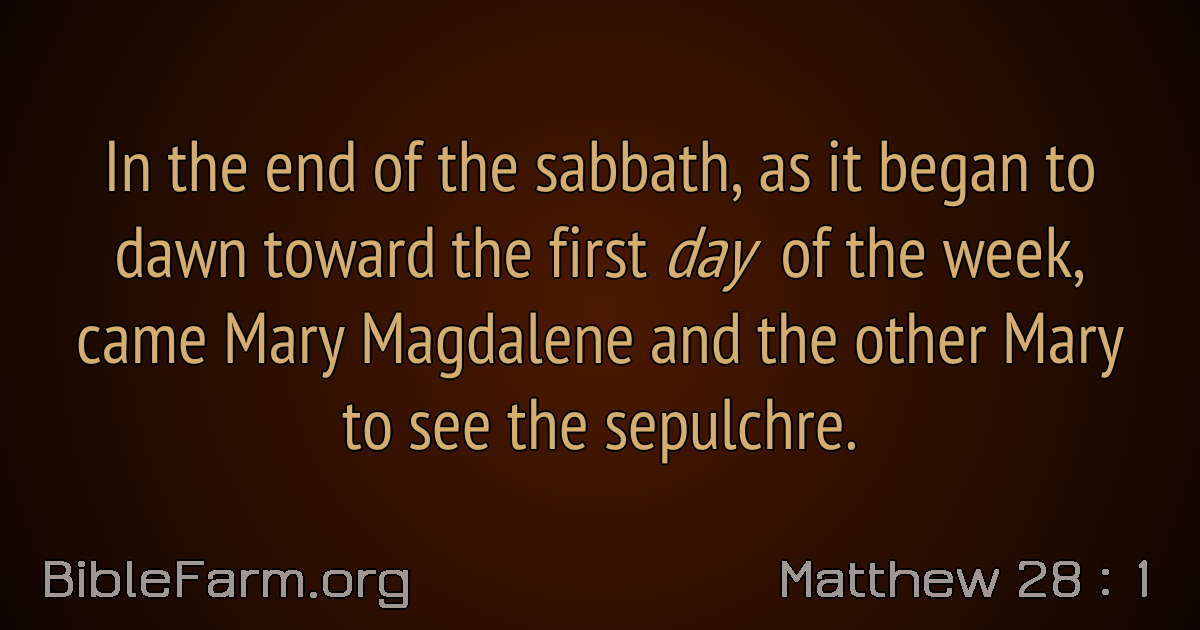 In the end of the sabbath, as it began to
dawn toward the first day of the week,
came Mary Magdalene and the other Mary
to see the sepulchre.
BibleFarm.org
Matthew 28 : 1